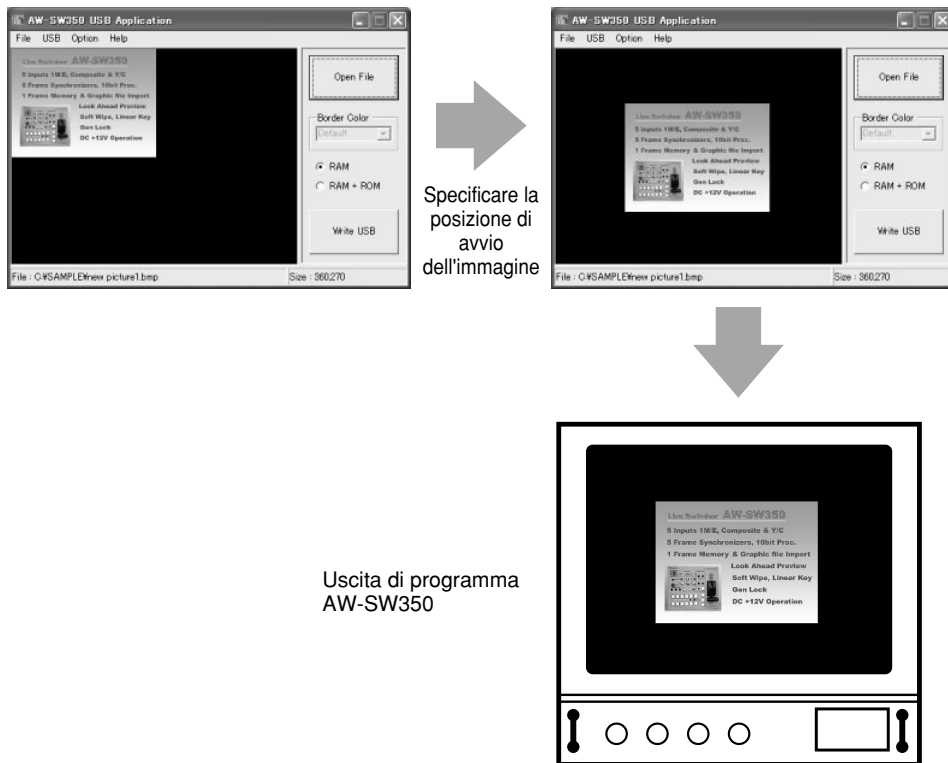 AW-SW350 USB Application
File USB Option Help
Live Switcher AW-SW350
5 Inputs 1M/E, Composite & Y/C
5 Frame Synchronizers, 10bit Proc.
1 Frame Memory & Graphic file Import
Look Ahead Preview
Soft Wipe, Linear Key
Gen Lock
DC +12V Operation
Open File
Border Color
Default
RAM
RAM + ROM
Write USB
File : C:¥SAMPLE¥new picture1.bmp
Size : 360,270
Specificare la
posizione di
avvio
dell'immagine
AW-SW350 USB Application
File USB Option Help
Live Switcher AW-SW350
5 Inputs 1M/E, Composite & Y/C
5 Frame Synchronizers, 10bit Proc.
1 Frame Memory & Graphic file Import
Look Ahead Preview
Soft Wipe, Linear Key
Gen Lock
DC +12V Operation
Open File
Border Color
Default
RAM
RAM + ROM
Write USB
File : C:¥SAMPLE¥new picture1.bmp
Size : 360,270
Uscita di programma
AW-SW350
Live Switcher AW-SW350
5 Inputs 1M/E, Composite & Y/C
5 Frame Synchronizers, 10bit Proc.
1 Frame Memory & Graphic file Import
Look Ahead Preview
Soft Wipe, Linear Key
Gen Lock
DC +12V Operation